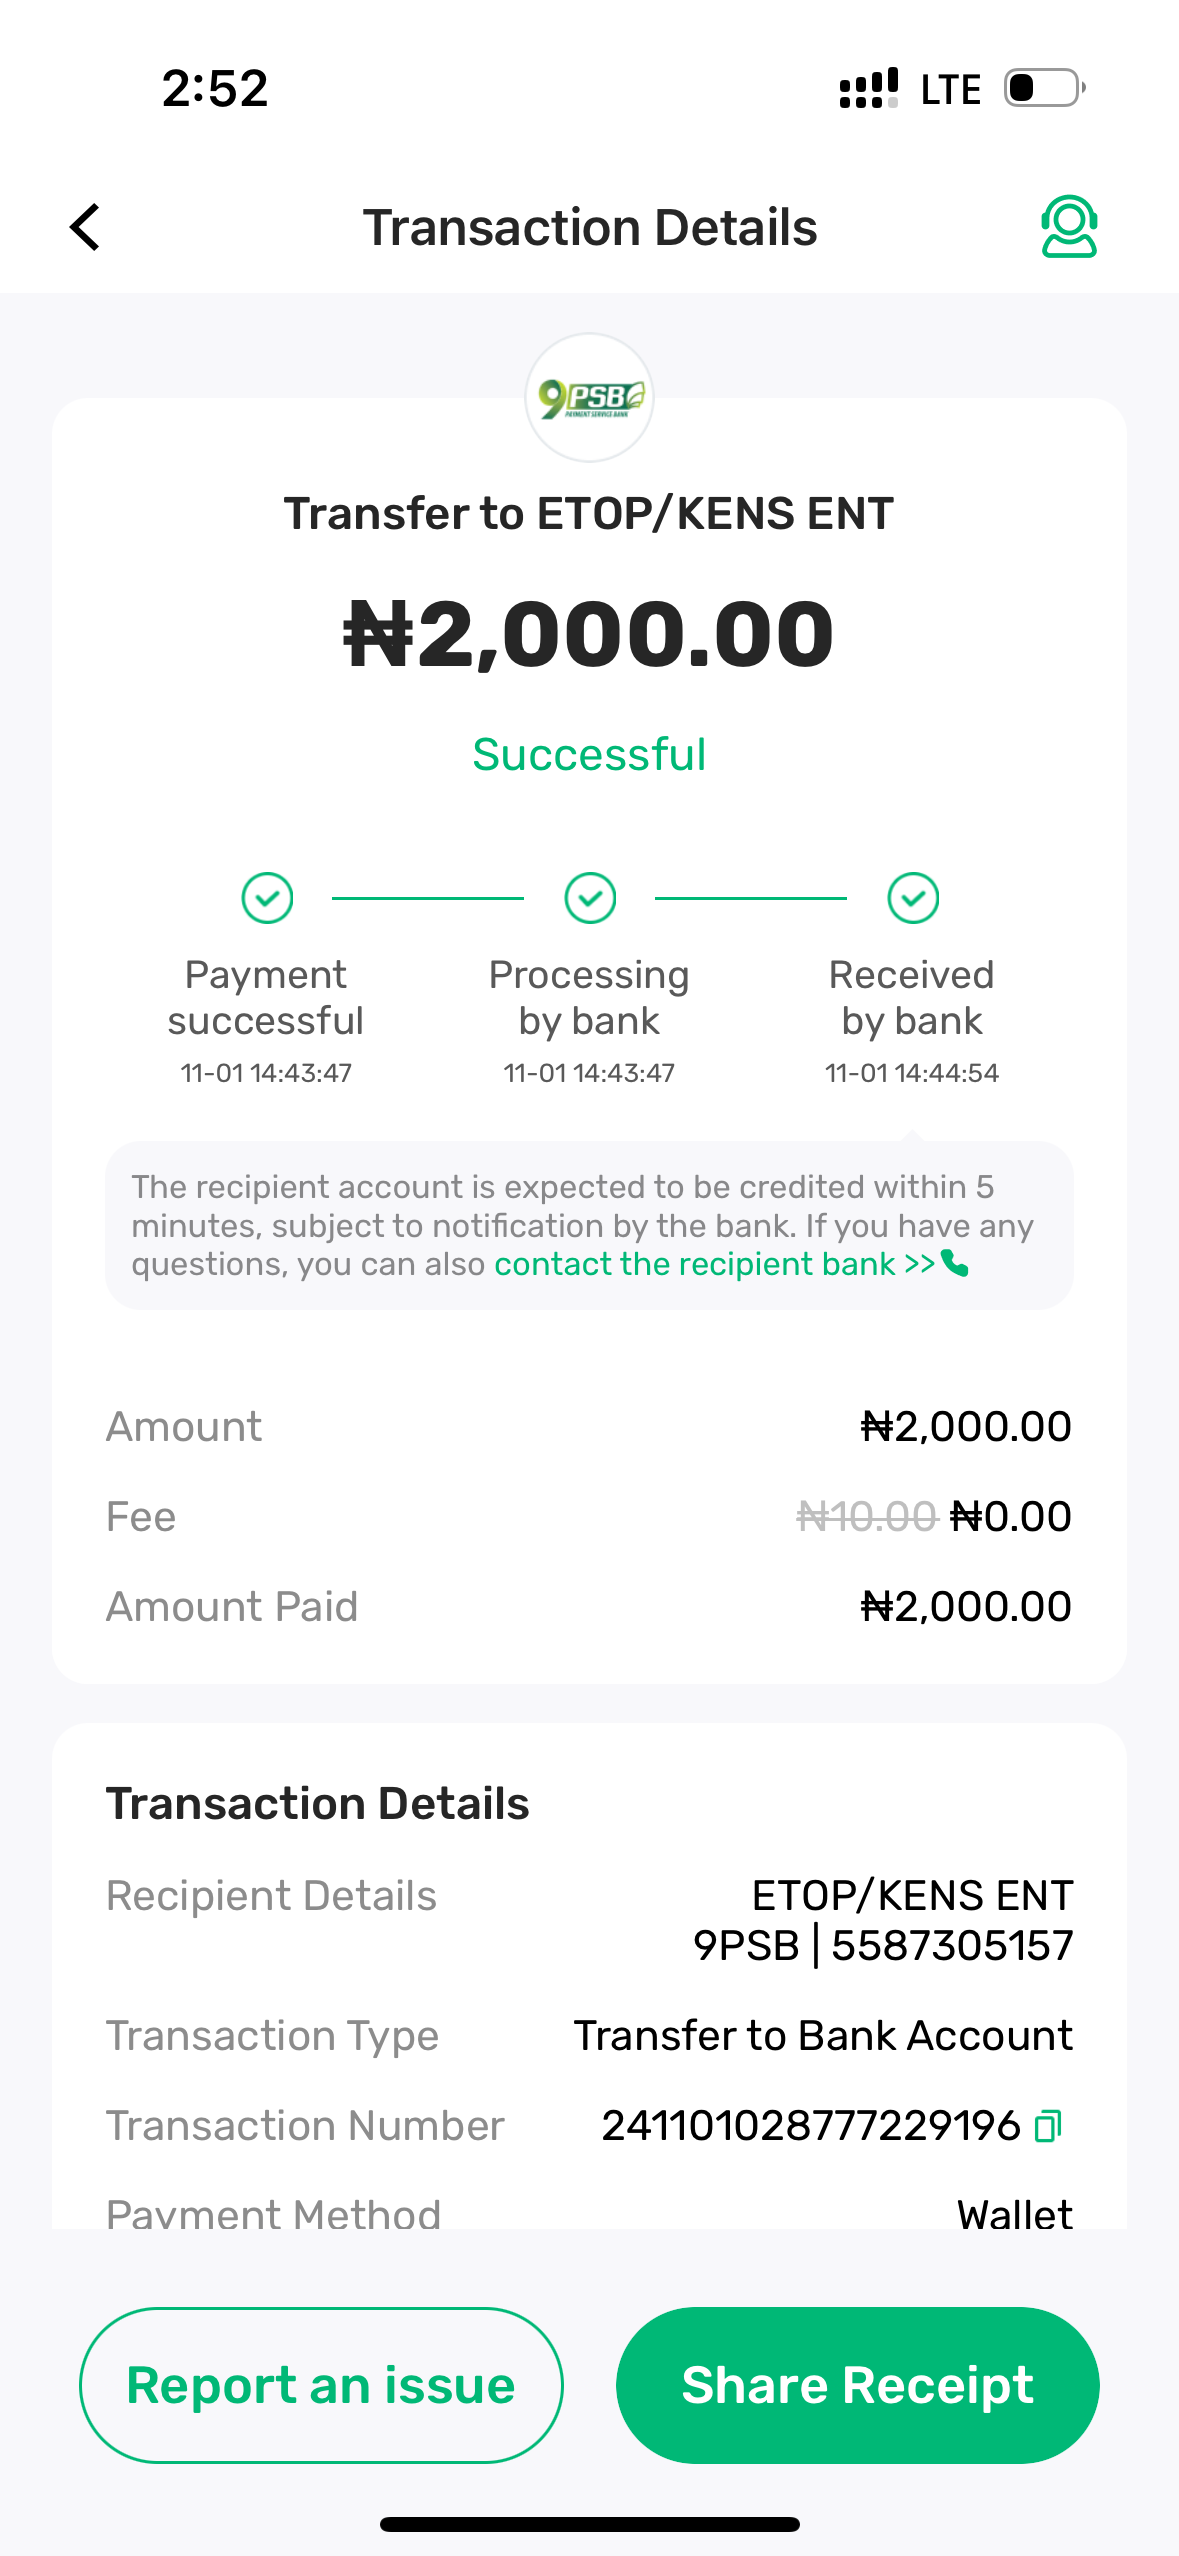 2:52
LTE
Transaction Details
9PSB
PAYMENT SERVICE BANK
Transfer to ETOP/KENS ENT
₦2,000.00
Successful
Payment successful
11-01 14:43:47
Processing by bank
11-01 14:43:47
Received by bank
11-01 14:44:54
The recipient account is expected to be credited within 5
minutes, subject to notification by the bank. If you have any
questions, you can also contact the recipient bank >>
Amount ₦2,000.00
Fee ₦10.00 ₦0.00
Amount Paid ₦2,000.00
Transaction Details
Recipient Details ETOP/KENS ENT
9PSB | 5587305157
Transaction Type Transfer to Bank Account
Transaction Number 241101028777229196
Payment Method Wallet
Report an issue
Share Receipt